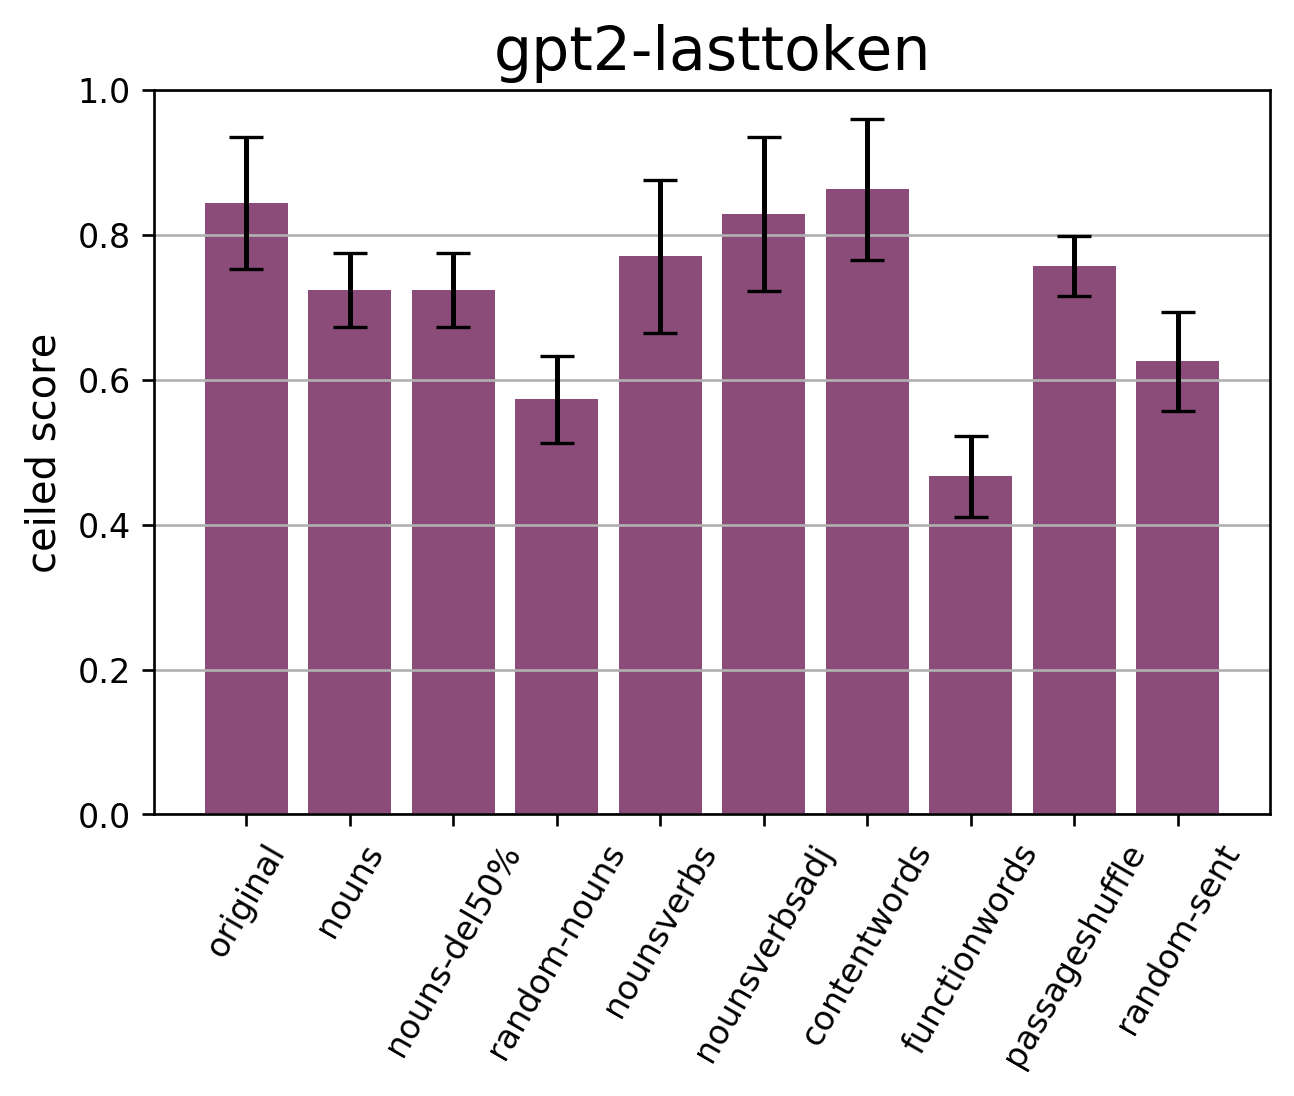 gpt2-lasttoken
1.0
0.8
0.6
0.4
0.2
0.0
ceiled score
original
nouns
nouns-del50%
random-nouns
nounsverbs
nounsverbsadj
contentwords
functionwords
passageshuffle
random-sent